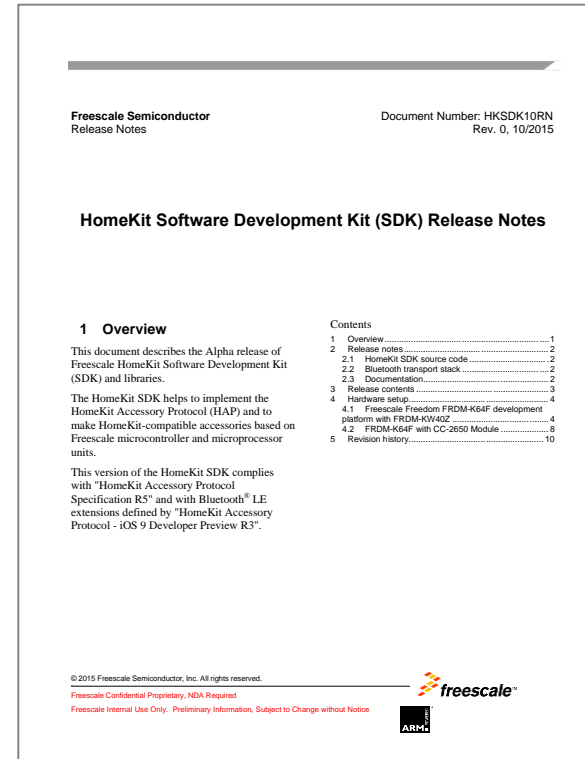 Freescale Semiconductor
Document Number: HKSDK10RN
Release Notes
Rev. 0, 10/2015
HomeKit Software Development Kit (SDK) Release Notes
1 Overview
This document describes the Alpha release of
Freescale HomeKit Software Development Kit
(SDK) and libraries.
The HomeKit SDK helps to implement the
HomeKit Accessory Protocol (HAP) and to
make HomeKit-compatible accessories based on
Freescale microcontroller and microprocessor
units.
This version of the HomeKit SDK complies
with "HomeKit Accessory Protocol
Specification R5" and with Bluetooth® LE
extensions defined by "HomeKit Accessory
Protocol - iOS 9 Developer Preview R3".
Contents
1 Overview ........ 1
2 Release notes ........ 2
2.1 HomeKit SDK source code ........ 2
2.2 Bluetooth transport stack ........ 2
2.3 Documentation ........ 2
3 Release contents ........ 3
4 Hardware setup ........ 4
4.1 Freescale Freedom FRDM-K64F development
platform with FRDM-KW40Z ........ 4
4.2 FRDM-K64F with CC-2650 Module ........ 8
5 Revision history ........ 10
© 2015 Freescale Semiconductor, Inc. All rights reserved.
Freescale Confidential Proprietary, NDA Required
Freescale Internal Use Only. Preliminary Information, Subject to Change without Notice
freescale™
ARM
POWERED